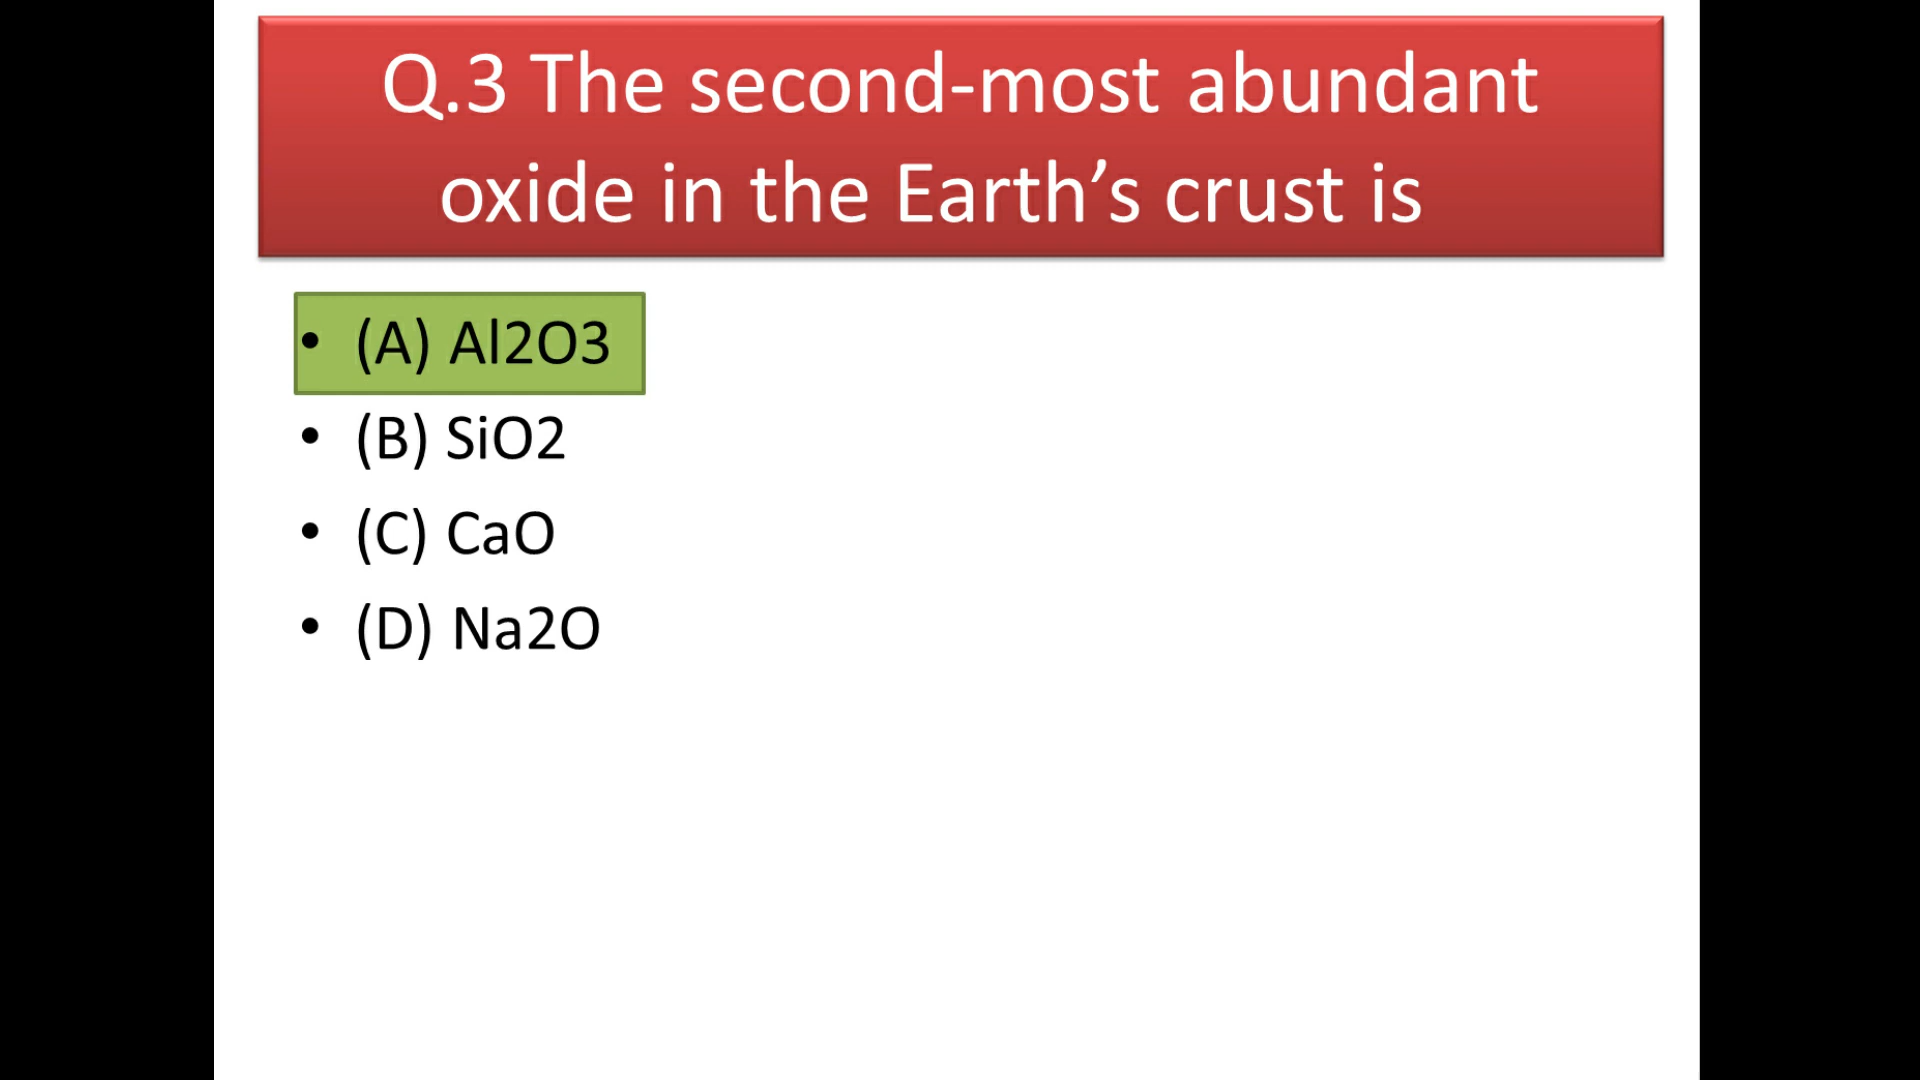 Q.3 The second-most abundant
oxide in the Earth’s crust is
• (A) Al2O3
• (B) SiO2
• (C) CaO
• (D) Na2O